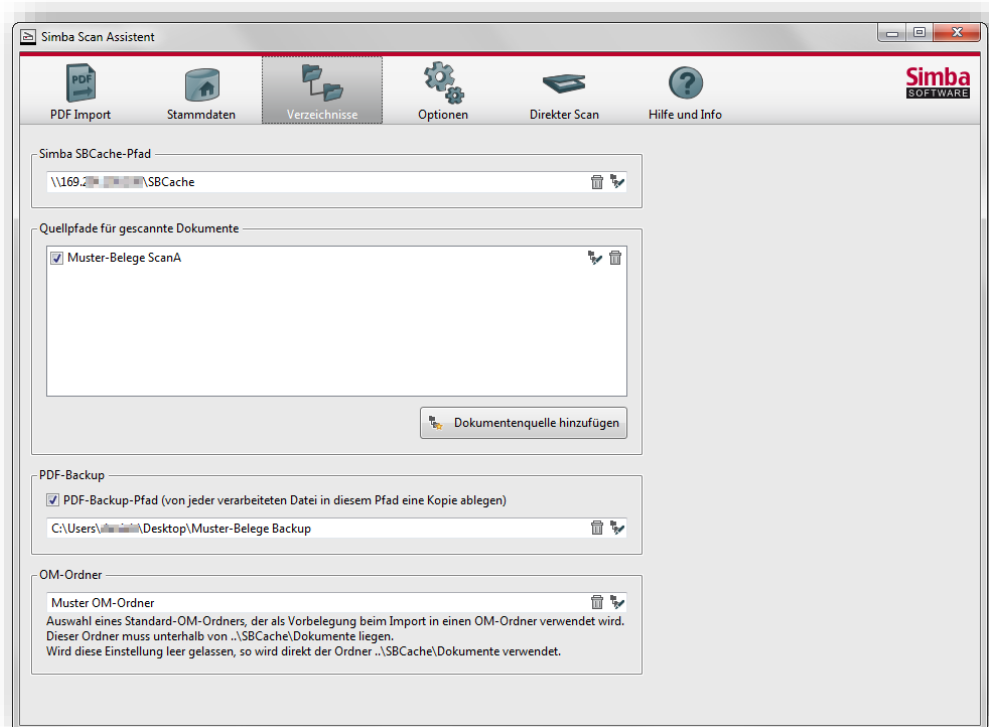 Simba Scan Assistent
PDF Import
Stammdaten
Verzeichnisse
Optionen
Direkter Scan
Hilfe und Info
Simba
SOFTWARE
Simba SBCache-Pfad
\\169.2 \SBCache
Quellpfade für gescannte Dokumente
Muster-Belege ScanA
Dokumentenquelle hinzufügen
PDF-Backup
PDF-Backup-Pfad (von jeder verarbeiteten Datei in diesem Pfad eine Kopie ablegen)
C:\Users\ \Desktop\Muster-Belege Backup
OM-Ordner
Muster OM-Ordner
Auswahl eines Standard-OM-Ordners, der als Vorbelegung beim Import in einen OM-Ordner verwendet wird.
Dieser Ordner muss unterhalb von ..\SBCache\Dokumente liegen.
Wird diese Einstellung leer gelassen, so wird direkt der Ordner ..\SBCache\Dokumente verwendet.